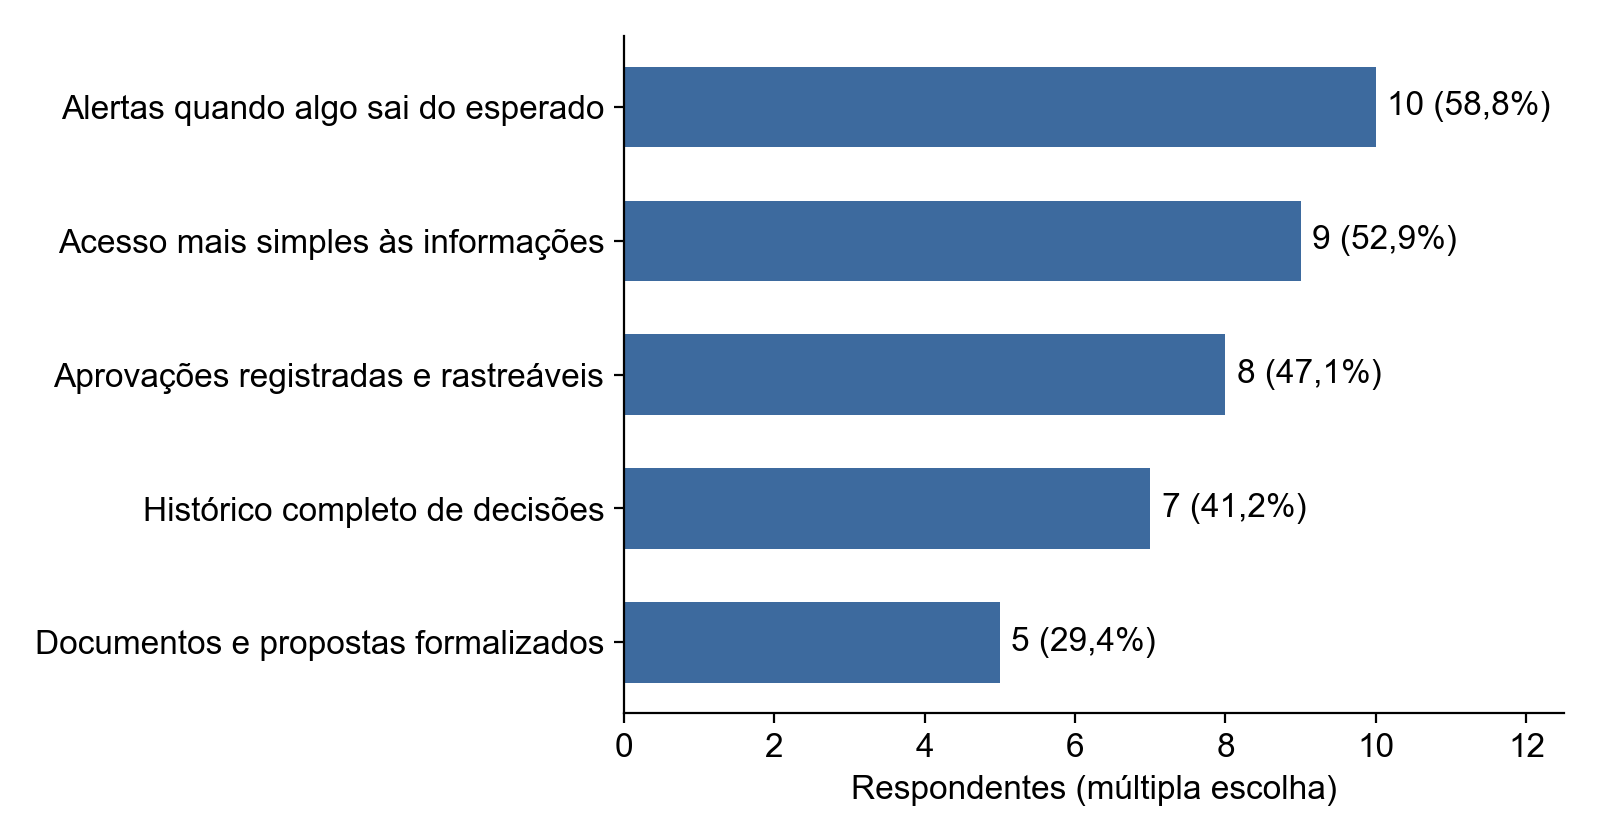 Alertas quando algo sai do esperado 10 (58,8%)
Acesso mais simples às informações 9 (52,9%)
Aprovações registradas e rastreáveis 8 (47,1%)
Histórico completo de decisões 7 (41,2%)
Documentos e propostas formalizados 5 (29,4%)
0 2 4 6 8 10 12
Respondentes (múltipla escolha)